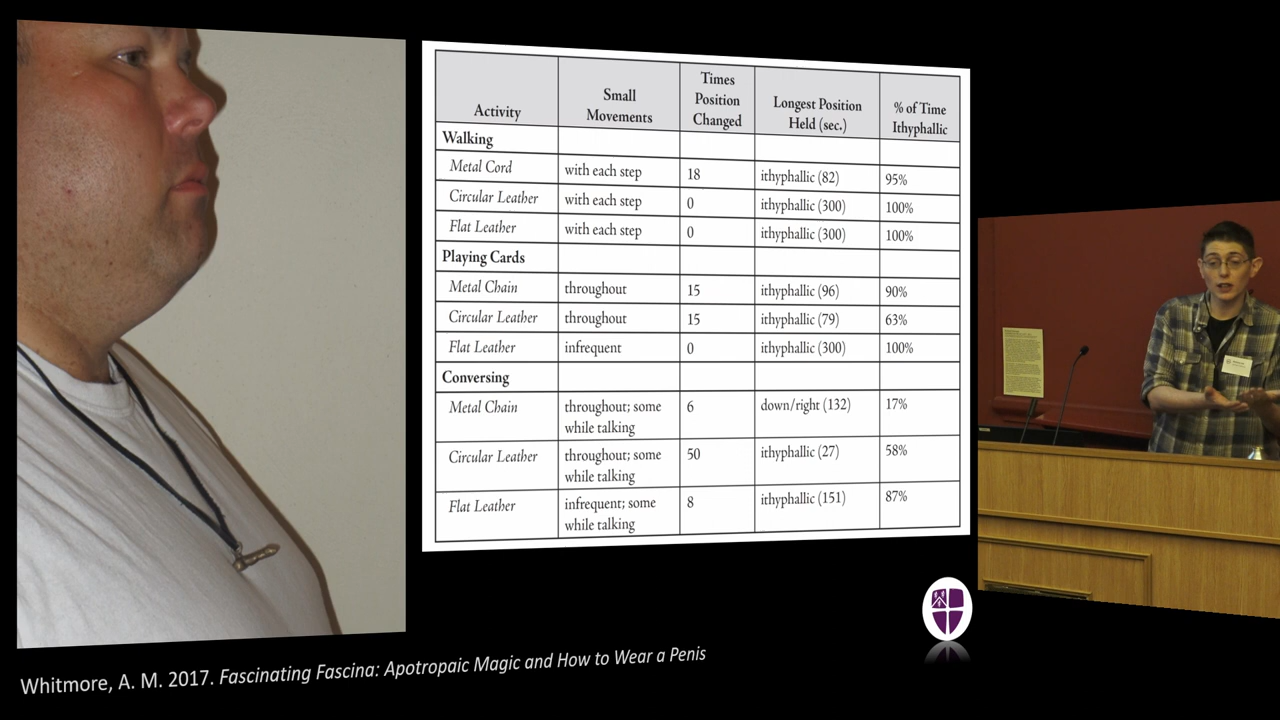 Activity | Small Movements | Times Position Changed | Longest Position Held (sec.) | % of Time Ithyphallic
Walking
Metal Cord | with each step | 18 | ithyphallic (82) | 95%
Circular Leather | with each step | 0 | ithyphallic (300) | 100%
Flat Leather | with each step | 0 | ithyphallic (300) | 100%
Playing Cards
Metal Chain | throughout | 15 | ithyphallic (96) | 90%
Circular Leather | throughout | 15 | ithyphallic (79) | 63%
Flat Leather | infrequent | 0 | ithyphallic (300) | 100%
Conversing
Metal Chain | throughout; some while talking | 6 | down/right (132) | 17%
Circular Leather | throughout; some while talking | 50 | ithyphallic (27) | 58%
Flat Leather | infrequent; some while talking | 8 | ithyphallic (151) | 87%
Whitmore, A. M. 2017. Fascinating Fascina: Apotropaic Magic and How to Wear a Penis